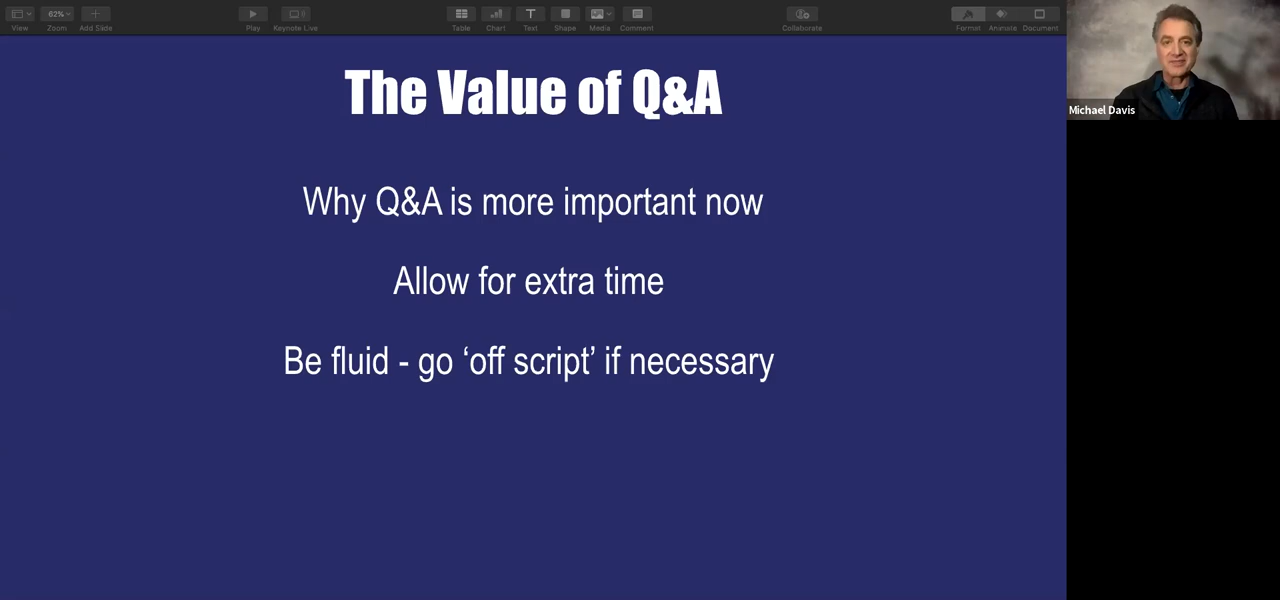 View
62%
Zoom
Add Slide
Play
Keynote Live
Table
Chart
Text
Shape
Media
Comment
Collaborate
Format
Animate
Document
The Value of Q&A
Michael Davis
Why Q&A is more important now
Allow for extra time
Be fluid - go ‘off script’ if necessary